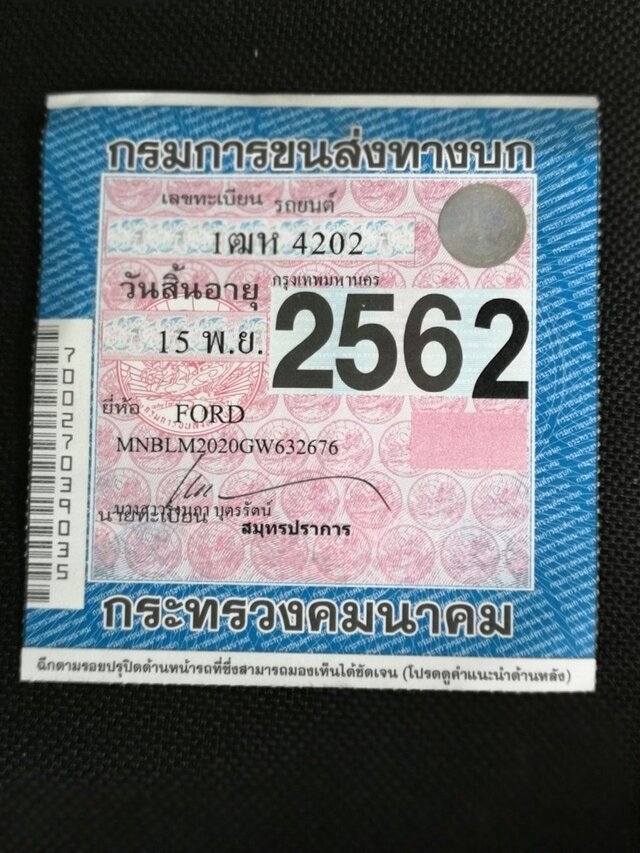 กรมการขนส่งทางบก
เลขทะเบียน รถยนต์
1ฒห 4202
วันสิ้นอายุ กรุงเทพมหานคร
15 พ.ย. 2562
ยี่ห้อ FORD
MNBLM2020GW632676
นายทะเบียน บุตรรัตน์
สมุทรปราการ
กระทรวงคมนาคม
ฉีกตามรอยปรุปิดด้านหน้ารถที่ซึ่งสามารถมองเห็นได้ชัดเจน (โปรดดูคำแนะนำด้านหลัง)
70027039035